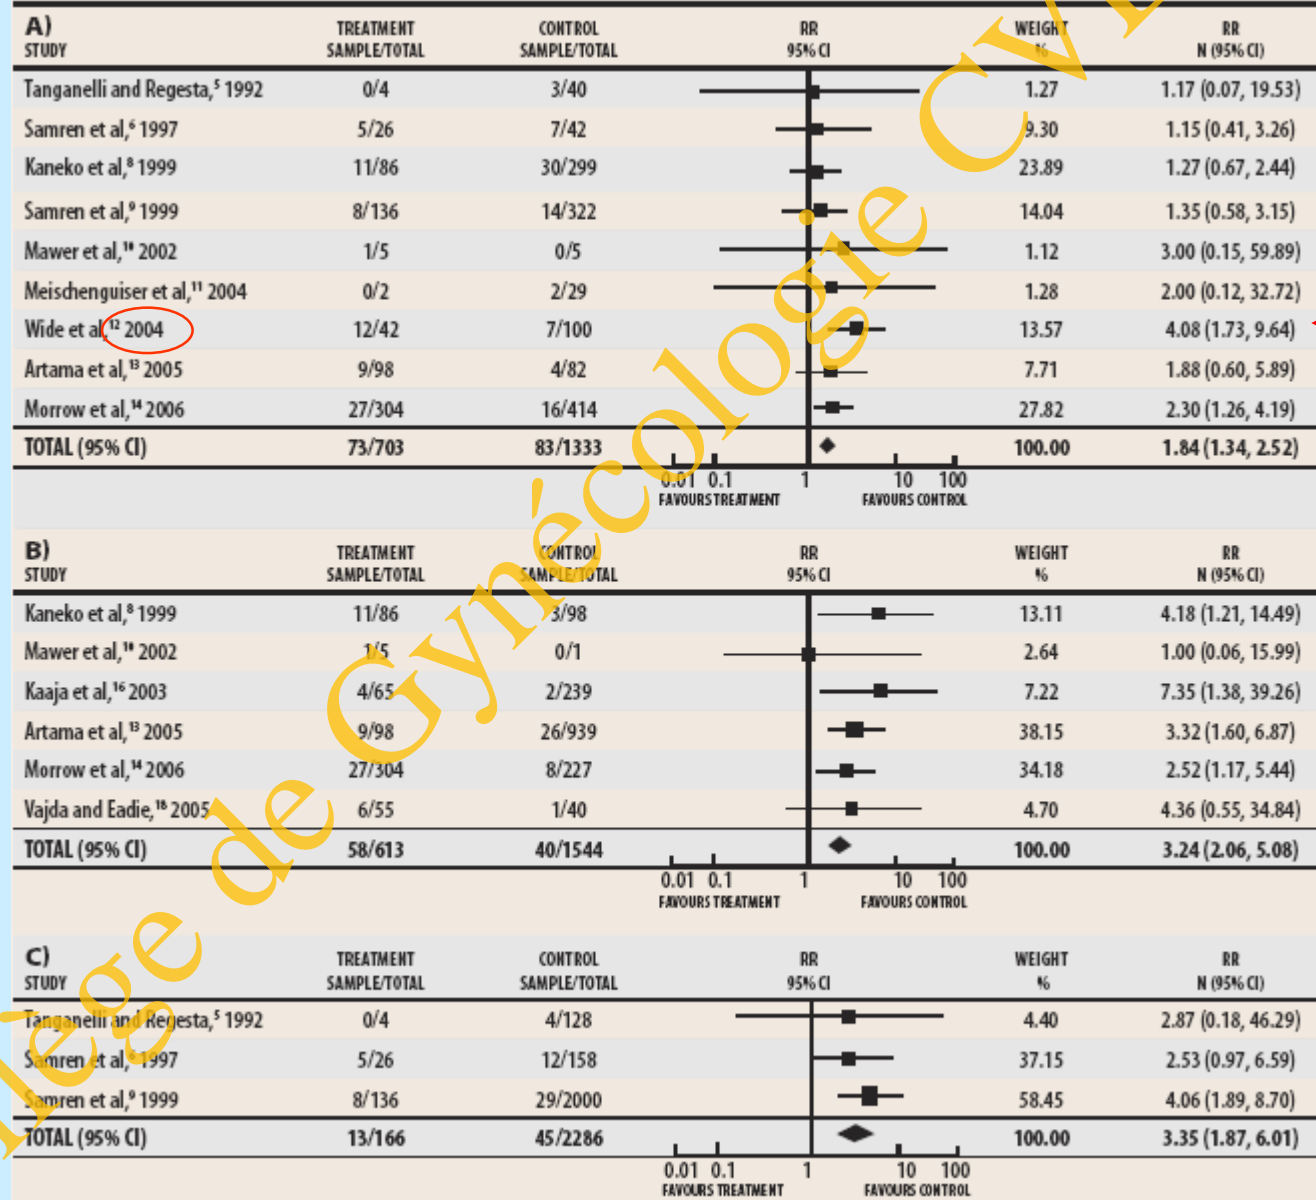 A)
STUDY TREATMENT SAMPLE/TOTAL CONTROL SAMPLE/TOTAL RR 95% CI WEIGHT % RR N (95% CI)
Tanganelli and Regesta,⁵ 1992 0/4 3/40 1.27 1.17 (0.07, 19.53)
Samren et al,⁶ 1997 5/26 7/42 9.30 1.15 (0.41, 3.26)
Kaneko et al,⁸ 1999 11/86 30/299 23.89 1.27 (0.67, 2.44)
Samren et al,⁹ 1999 8/136 14/322 14.04 1.35 (0.58, 3.15)
Mawer et al,¹⁰ 2002 1/5 0/5 1.12 3.00 (0.15, 59.89)
Meischenguiser et al,¹¹ 2004 0/2 2/29 1.28 2.00 (0.12, 32.72)
Wide et al,¹² 2004 12/42 7/100 13.57 4.08 (1.73, 9.64)
Artama et al,¹³ 2005 9/98 4/82 7.71 1.88 (0.60, 5.89)
Morrow et al,¹⁴ 2006 27/304 16/414 27.82 2.30 (1.26, 4.19)
TOTAL (95% CI) 73/703 83/1333 100.00 1.84 (1.34, 2.52)
0.01 0.1 1 10 100
FAVOURS TREATMENT FAVOURS CONTROL
B)
STUDY TREATMENT SAMPLE/TOTAL CONTROL SAMPLE/TOTAL RR 95% CI WEIGHT % RR N (95% CI)
Kaneko et al,⁸ 1999 11/86 3/98 13.11 4.18 (1.21, 14.49)
Mawer et al,¹⁰ 2002 1/5 0/1 2.64 1.00 (0.06, 15.99)
Kaaja et al,¹⁶ 2003 4/65 2/239 7.22 7.35 (1.38, 39.26)
Artama et al,¹³ 2005 9/98 26/939 38.15 3.32 (1.60, 6.87)
Morrow et al,¹⁴ 2006 27/304 8/227 34.18 2.52 (1.17, 5.44)
Vajda and Eadie,¹⁸ 2005 6/55 1/40 4.70 4.36 (0.55, 34.84)
TOTAL (95% CI) 58/613 40/1544 100.00 3.24 (2.06, 5.08)
0.01 0.1 1 10 100
FAVOURS TREATMENT FAVOURS CONTROL
C)
STUDY TREATMENT SAMPLE/TOTAL CONTROL SAMPLE/TOTAL RR 95% CI WEIGHT % RR N (95% CI)
Tanganelli and Regesta,⁵ 1992 0/4 4/128 4.40 2.87 (0.18, 46.29)
Samren et al,⁶ 1997 5/26 12/158 37.15 2.53 (0.97, 6.59)
Samren et al,⁹ 1999 8/136 29/2000 58.45 4.06 (1.89, 8.70)
TOTAL (95% CI) 13/166 45/2286 100.00 3.35 (1.87, 6.01)
0.01 0.1 1 10 100
FAVOURS TREATMENT FAVOURS CONTROL
lège de Gynécologie CVL